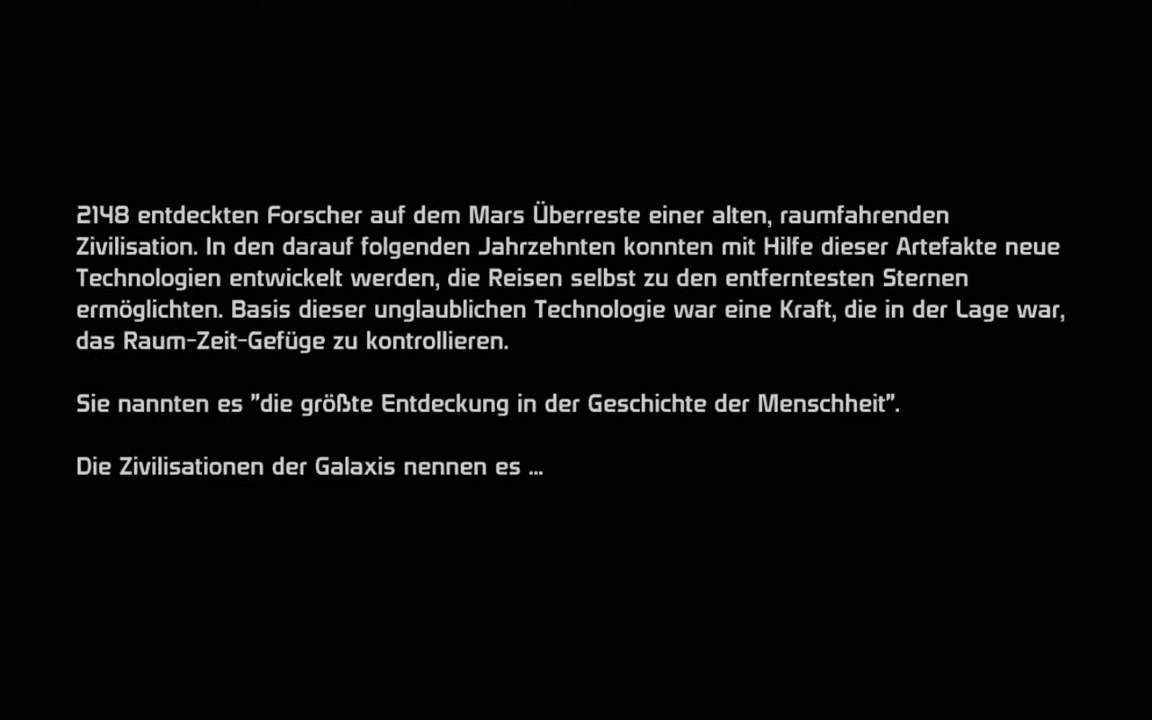 2148 entdeckten Forscher auf dem Mars Überreste einer alten, raumfahrenden
Zivilisation. In den darauf folgenden Jahrzehnten konnten mit Hilfe dieser Artefakte neue
Technologien entwickelt werden, die Reisen selbst zu den entferntesten Sternen
ermöglichten. Basis dieser unglaublichen Technologie war eine Kraft, die in der Lage war,
das Raum-Zeit-Gefüge zu kontrollieren.
Sie nannten es "die größte Entdeckung in der Geschichte der Menschheit".
Die Zivilisationen der Galaxis nennen es ...